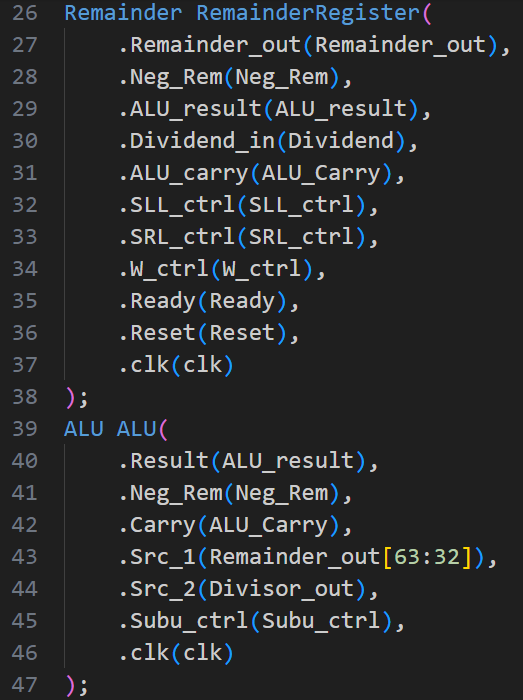 26 Remainder RemainderRegister(
27     .Remainder_out(Remainder_out),
28     .Neg_Rem(Neg_Rem),
29     .ALU_result(ALU_result),
30     .Dividend_in(Dividend),
31     .ALU_carry(ALU_Carry),
32     .SLL_ctrl(SLL_ctrl),
33     .SRL_ctrl(SRL_ctrl),
34     .W_ctrl(W_ctrl),
35     .Ready(Ready),
36     .Reset(Reset),
37     .clk(clk)
38 );
39 ALU ALU(
40     .Result(ALU_result),
41     .Neg_Rem(Neg_Rem),
42     .Carry(ALU_Carry),
43     .Src_1(Remainder_out[63:32]),
44     .Src_2(Divisor_out),
45     .Subu_ctrl(Subu_ctrl),
46     .clk(clk)
47 );